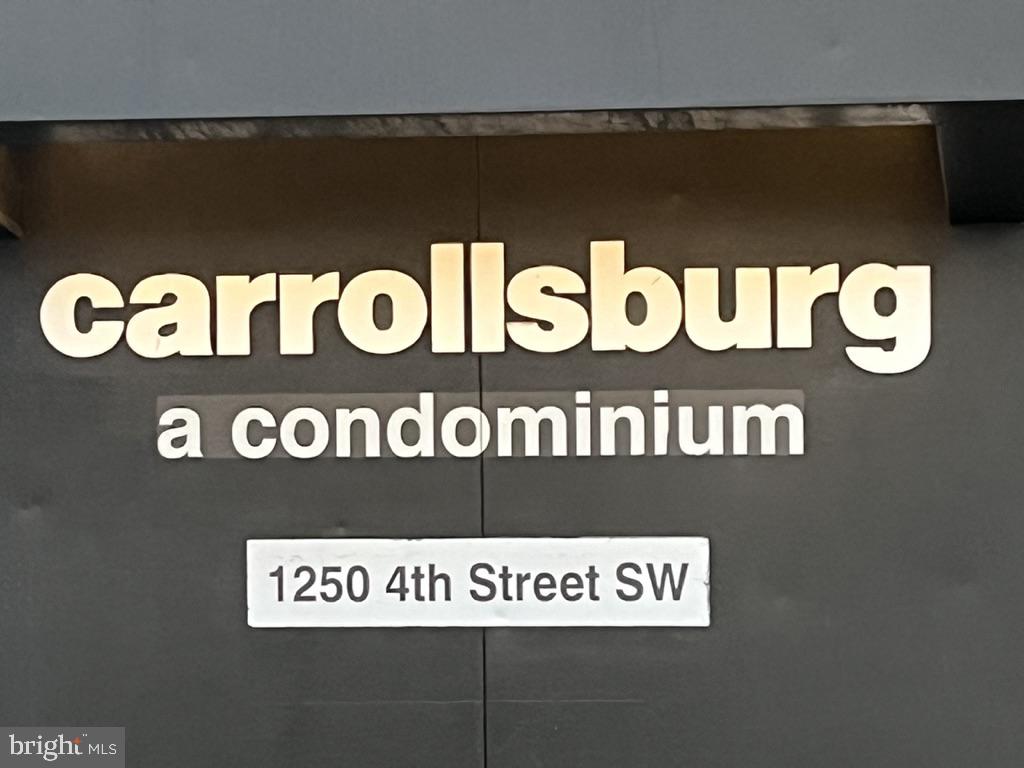 carrollsburg
a condominium
1250 4th Street SW
bright MLS